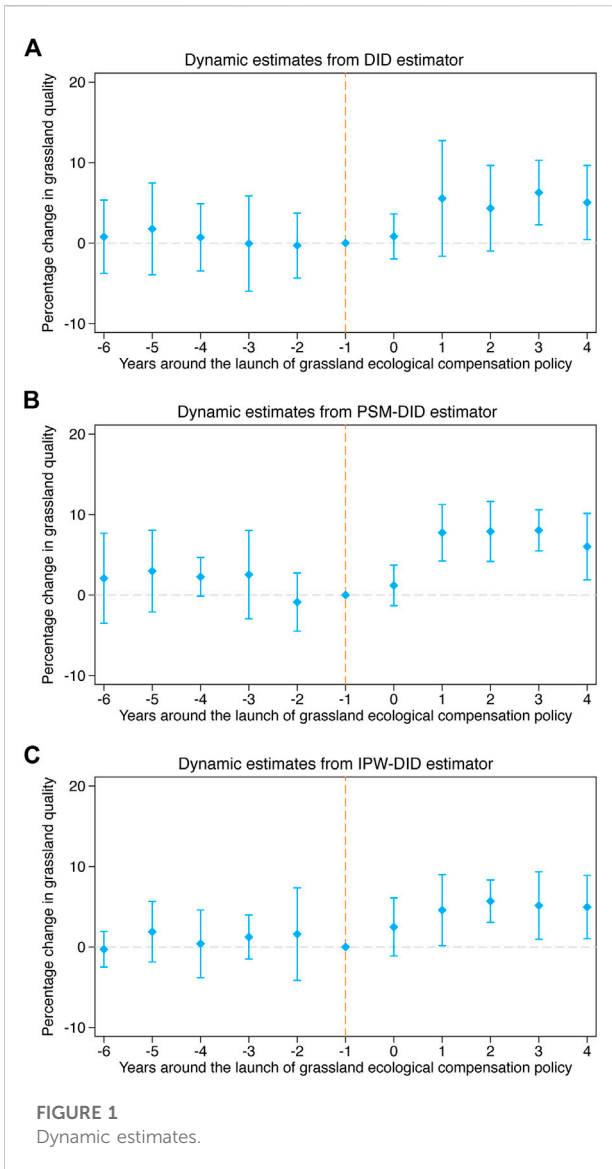 A
Dynamic estimates from DID estimator
Percentage change in grassland quality
20
10
0
-10
-6 -5 -4 -3 -2 -1 0 1 2 3 4
Years around the launch of grassland ecological compensation policy
B
Dynamic estimates from PSM-DID estimator
Percentage change in grassland quality
20
10
0
-10
-6 -5 -4 -3 -2 -1 0 1 2 3 4
Years around the launch of grassland ecological compensation policy
C
Dynamic estimates from IPW-DID estimator
Percentage change in grassland quality
20
10
0
-10
-6 -5 -4 -3 -2 -1 0 1 2 3 4
Years around the launch of grassland ecological compensation policy
FIGURE 1
Dynamic estimates.